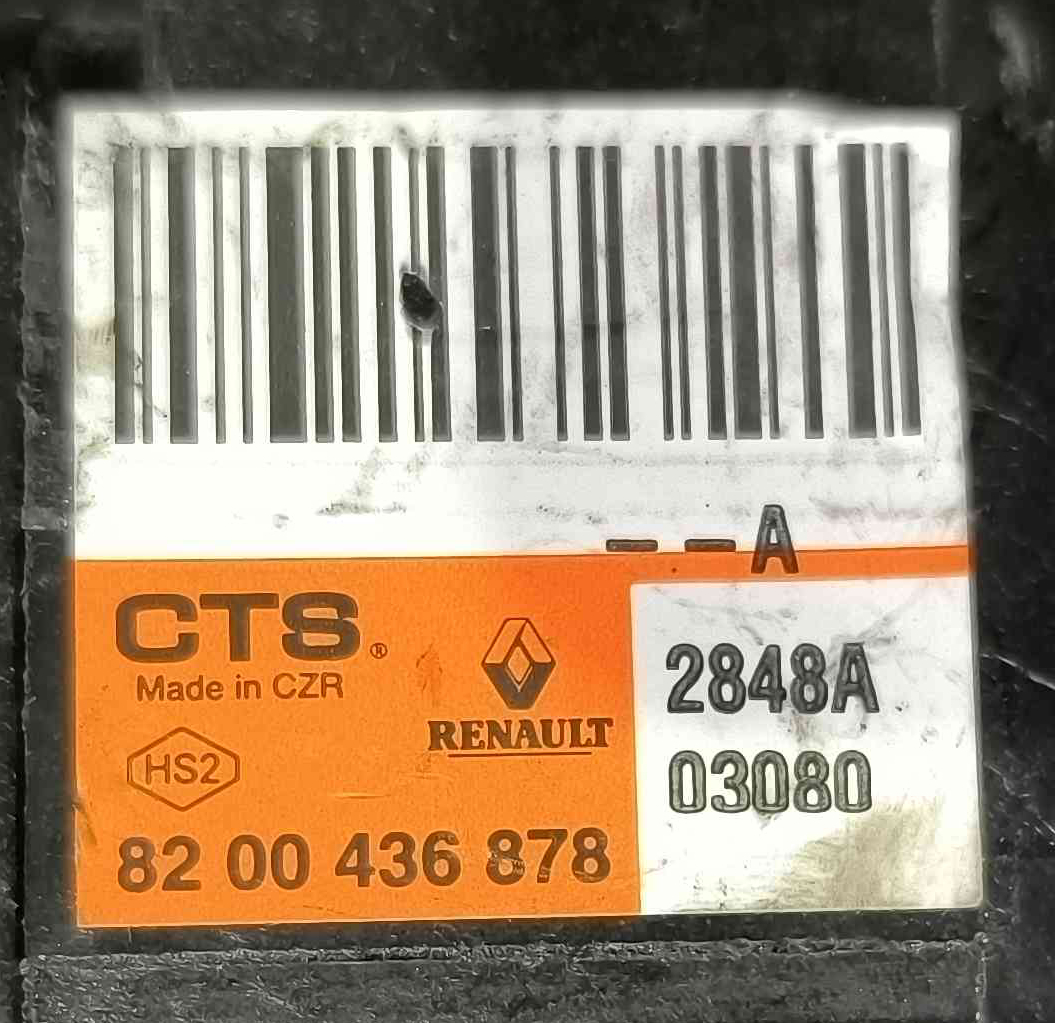 — — A
CTS®
Made in CZR
RENAULT
HS2
82 00 436 878
2848A
03080